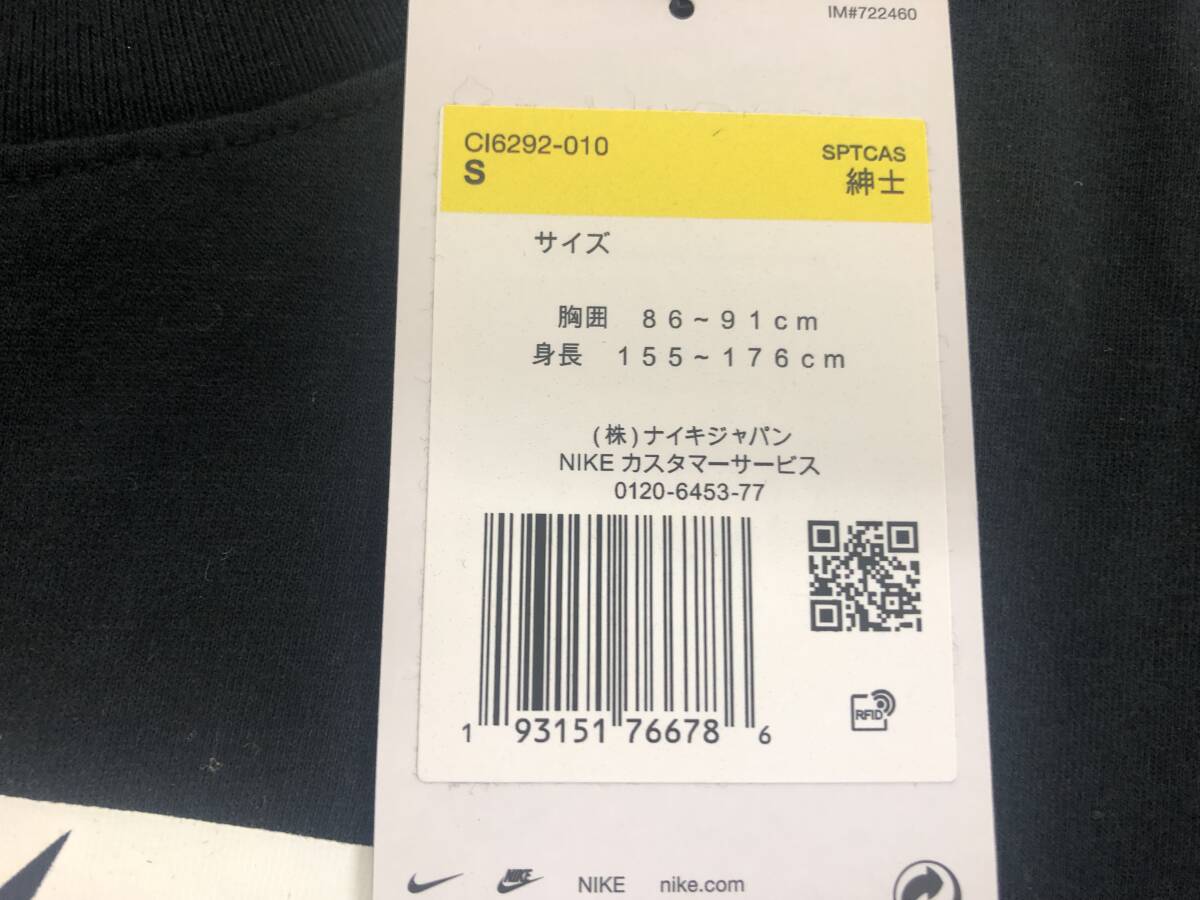 IM#722460
CI6292-010
S
SPTCAS
紳士
サイズ
胸囲 86~91cm
身長 155~176cm
(株)ナイキジャパン
NIKE カスタマーサービス
0120-6453-77
1 93151 76678 6
RFID
NIKE NIKE nike.com